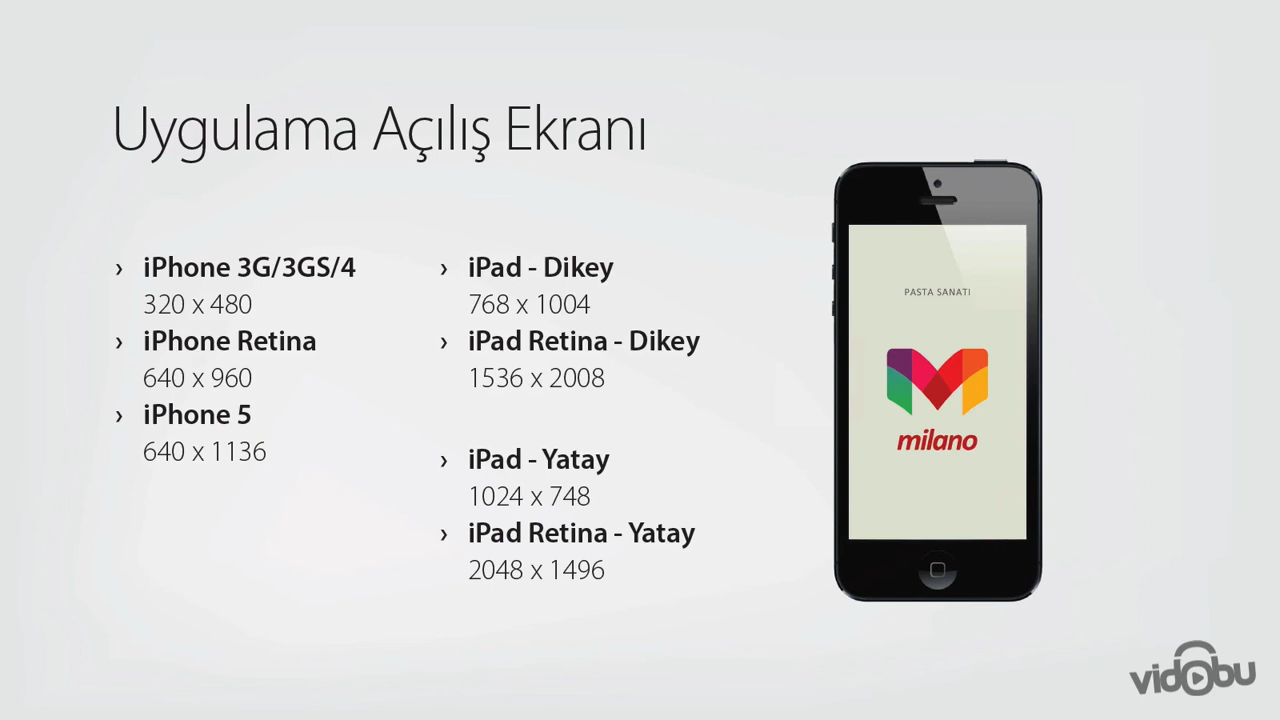 Uygulama Açılış Ekranı
› iPhone 3G/3GS/4
320 x 480
› iPhone Retina
640 x 960
› iPhone 5
640 x 1136
› iPad - Dikey
768 x 1004
› iPad Retina - Dikey
1536 x 2008
› iPad - Yatay
1024 x 748
› iPad Retina - Yatay
2048 x 1496
PASTA SANATI
milano
vidobu